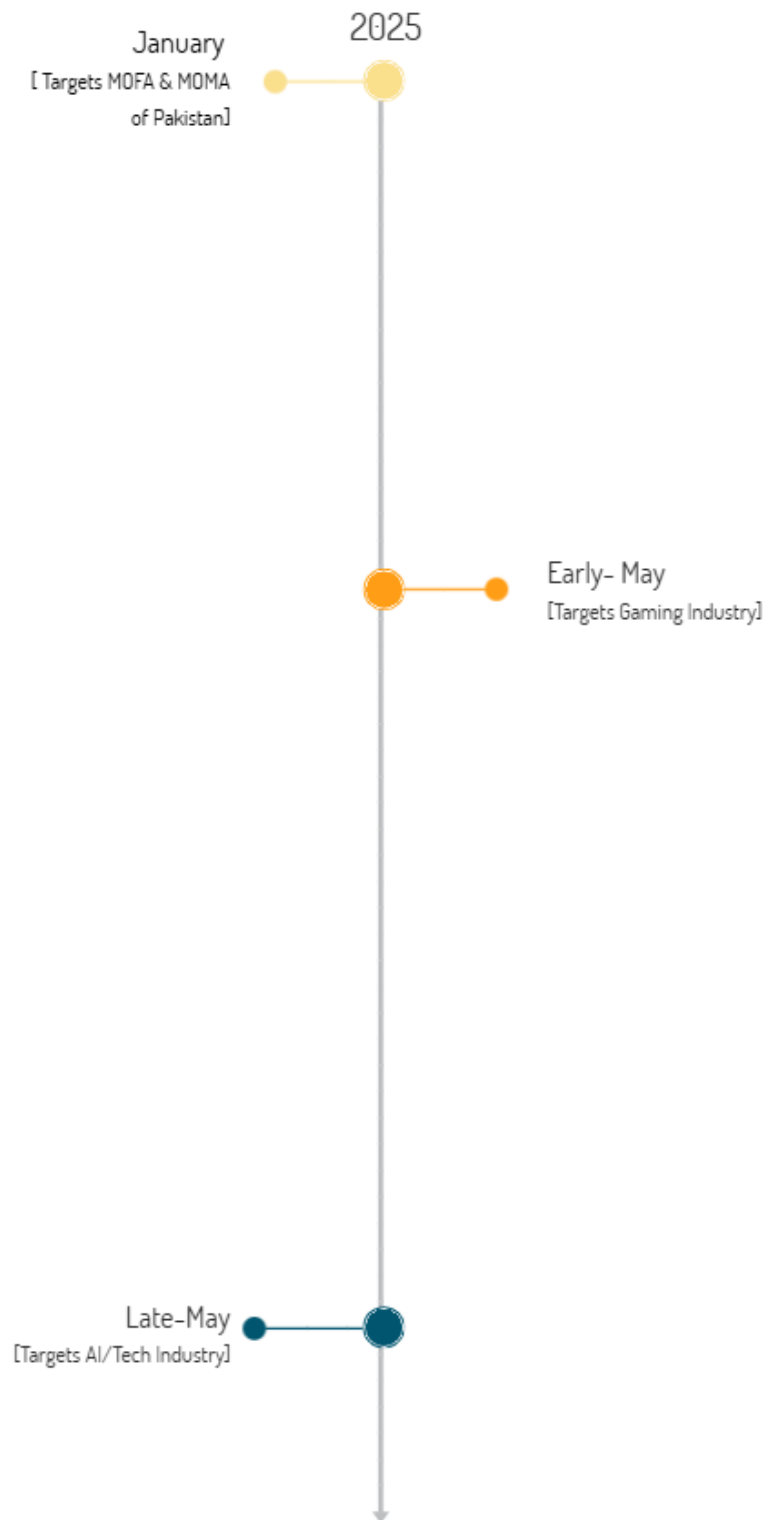 2025
January
[ Targets MOFA & MOMA
of Pakistan]
Early- May
[Targets Gaming Industry]
Late-May
[Targets AI/Tech Industry]